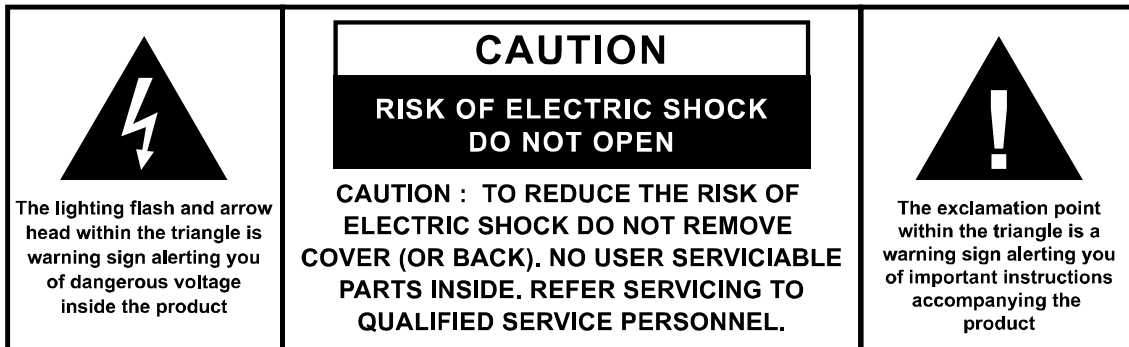 The lighting flash and arrow
head within the triangle is
warning sign alerting you
of dangerous voltage
inside the product
CAUTION
RISK OF ELECTRIC SHOCK
DO NOT OPEN
CAUTION : TO REDUCE THE RISK OF
ELECTRIC SHOCK DO NOT REMOVE
COVER (OR BACK). NO USER SERVICIABLE
PARTS INSIDE. REFER SERVICING TO
QUALIFIED SERVICE PERSONNEL.
!
The exclamation point
within the triangle is a
warning sign alerting you
of important instructions
accompanying the
product